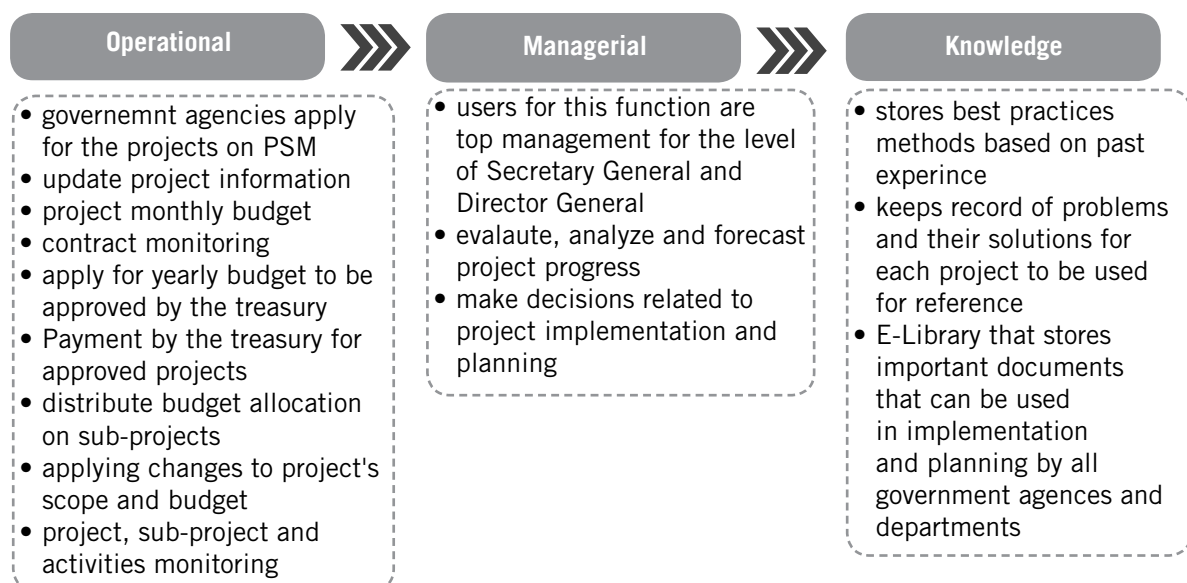 Operational
• governemnt agencies apply
for the projects on PSM
• update project information
• project monthly budget
• contract monitoring
• apply for yearly budget to be
approved by the treasury
• Payment by the treasury for
approved projects
• distribute budget allocation
on sub-projects
• applying changes to project's
scope and budget
• project, sub-project and
activities monitoring
Managerial
• users for this function are
top management for the level
of Secretary General and
Director General
• evalaute, analyze and forecast
project progress
• make decisions related to
project implementation and
planning
Knowledge
• stores best practices
methods based on past
experince
• keeps record of problems
and their solutions for
each project to be used
for reference
• E-Library that stores
important documents
that can be used
in implementation
and planning by all
government agences and
departments